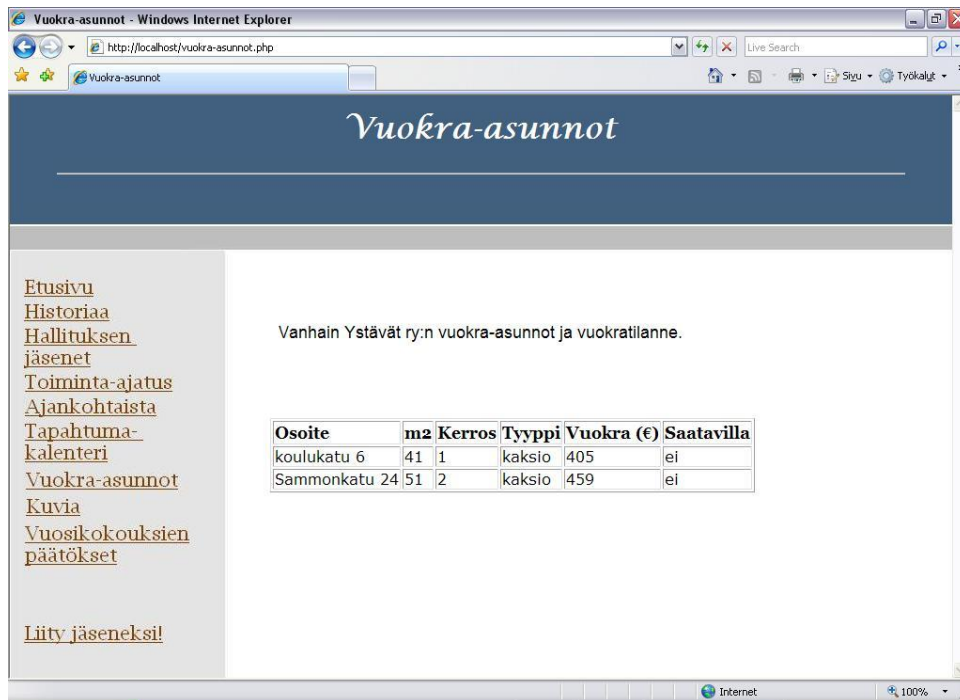 Vuokra-asunnot - Windows Internet Explorer
http://localhost/vuokra-asunnot.php
Live Search
Vuokra-asunnot
Sivu
Työkalut
Vuokra-asunnot
Etusivu
Historiaa
Hallituksen
jäsenet
Toiminta-ajatus
Ajankohtaista
Tapahtuma-
kalenteri
Vuokra-asunnot
Kuvia
Vuosikokouksien
päätökset
Liity jäseneksi!
Vanhain Ystävät ry:n vuokra-asunnot ja vuokratilanne.
Osoite m2 Kerros Tyyppi Vuokra (€) Saatavilla
koulukatu 6 41 1 kaksio 405 ei
Sammonkatu 24 51 2 kaksio 459 ei
Internet
100%